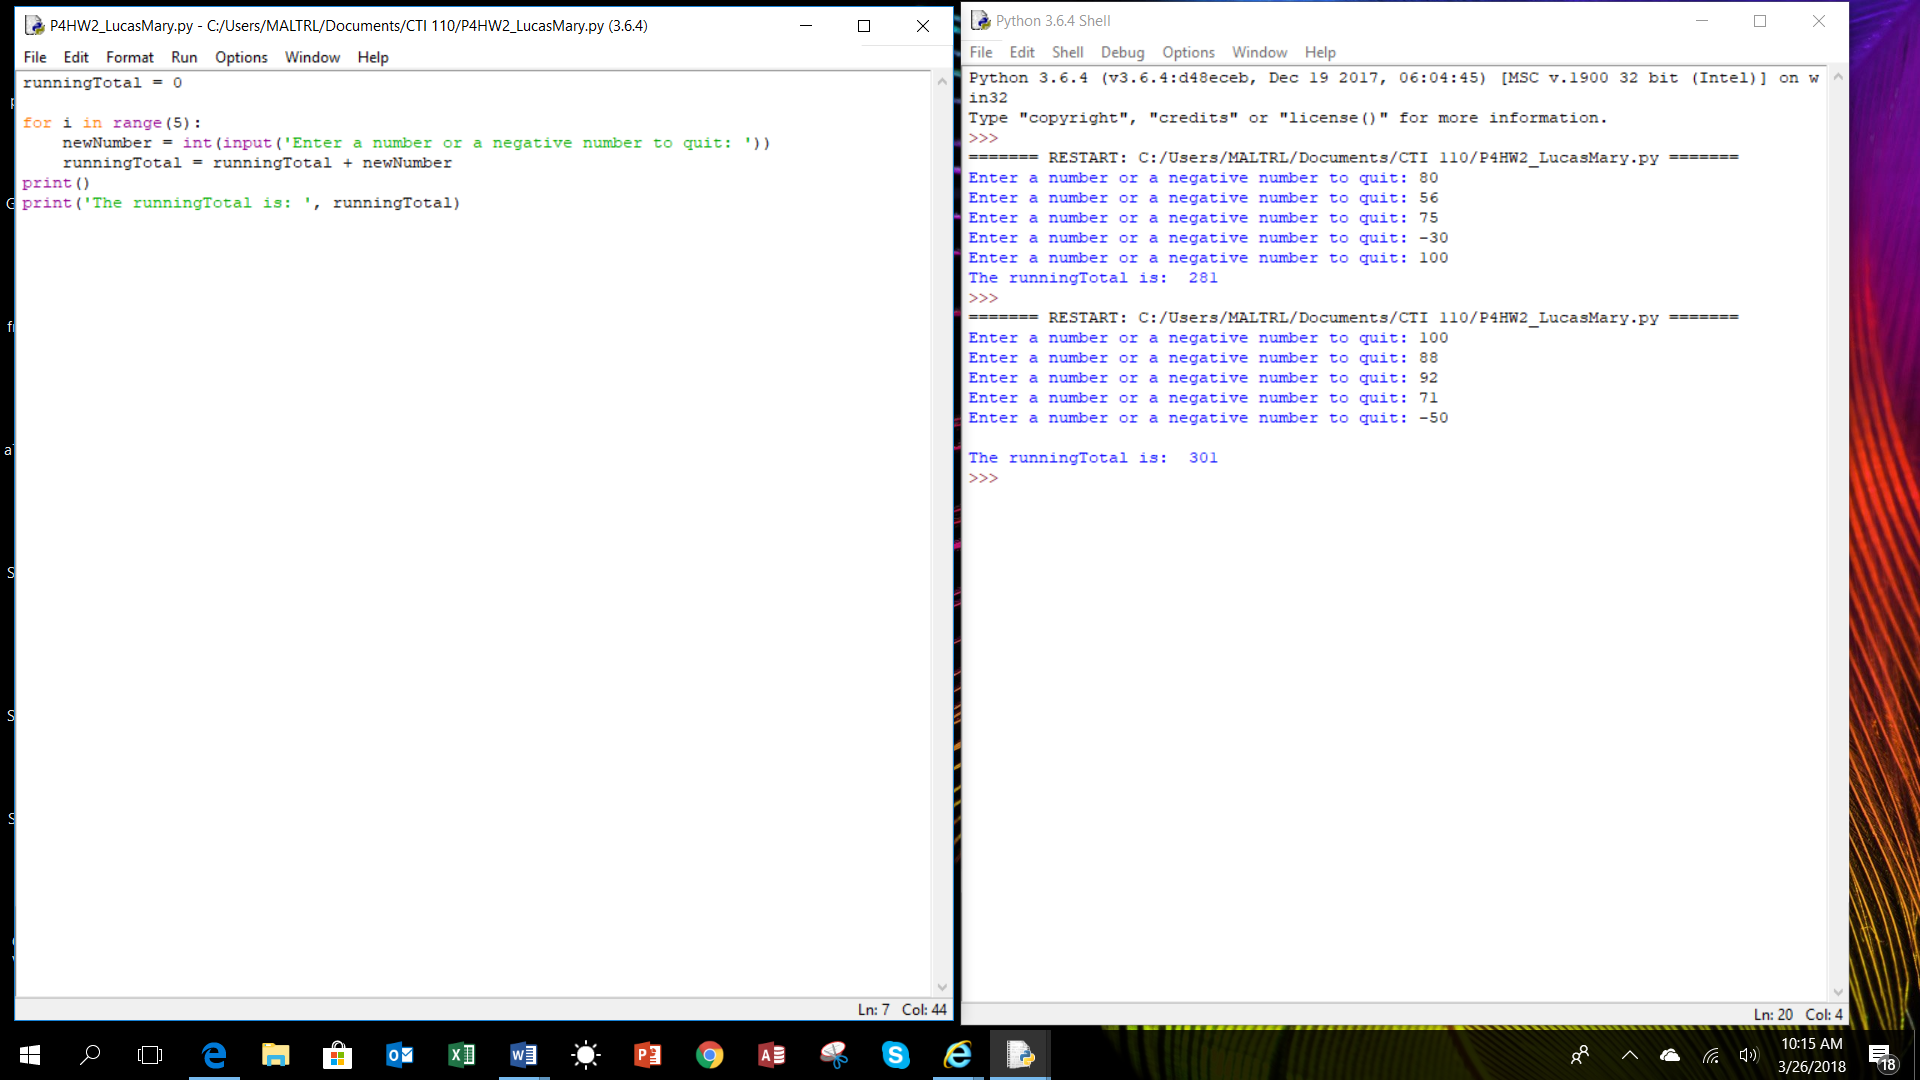 P4HW2_LucasMary.py - C:/Users/MALTRL/Documents/CTI 110/P4HW2_LucasMary.py (3.6.4)
File Edit Format Run Options Window Help
runningTotal = 0
for i in range(5):
    newNumber = int(input('Enter a number or a negative number to quit: '))
    runningTotal = runningTotal + newNumber
print()
print('The runningTotal is: ', runningTotal)
Ln: 7 Col: 44
Python 3.6.4 Shell
File Edit Shell Debug Options Window Help
Python 3.6.4 (v3.6.4:d48eceb, Dec 19 2017, 06:04:45) [MSC v.1900 32 bit (Intel)] on w
in32
Type "copyright", "credits" or "license()" for more information.
>>>
======= RESTART: C:/Users/MALTRL/Documents/CTI 110/P4HW2_LucasMary.py =======
Enter a number or a negative number to quit: 80
Enter a number or a negative number to quit: 56
Enter a number or a negative number to quit: 75
Enter a number or a negative number to quit: -30
Enter a number or a negative number to quit: 100
The runningTotal is:  281
>>>
======= RESTART: C:/Users/MALTRL/Documents/CTI 110/P4HW2_LucasMary.py =======
Enter a number or a negative number to quit: 100
Enter a number or a negative number to quit: 88
Enter a number or a negative number to quit: 92
Enter a number or a negative number to quit: 71
Enter a number or a negative number to quit: -50
The runningTotal is:  301
>>>
Ln: 20 Col: 4
10:15 AM
3/26/2018
18